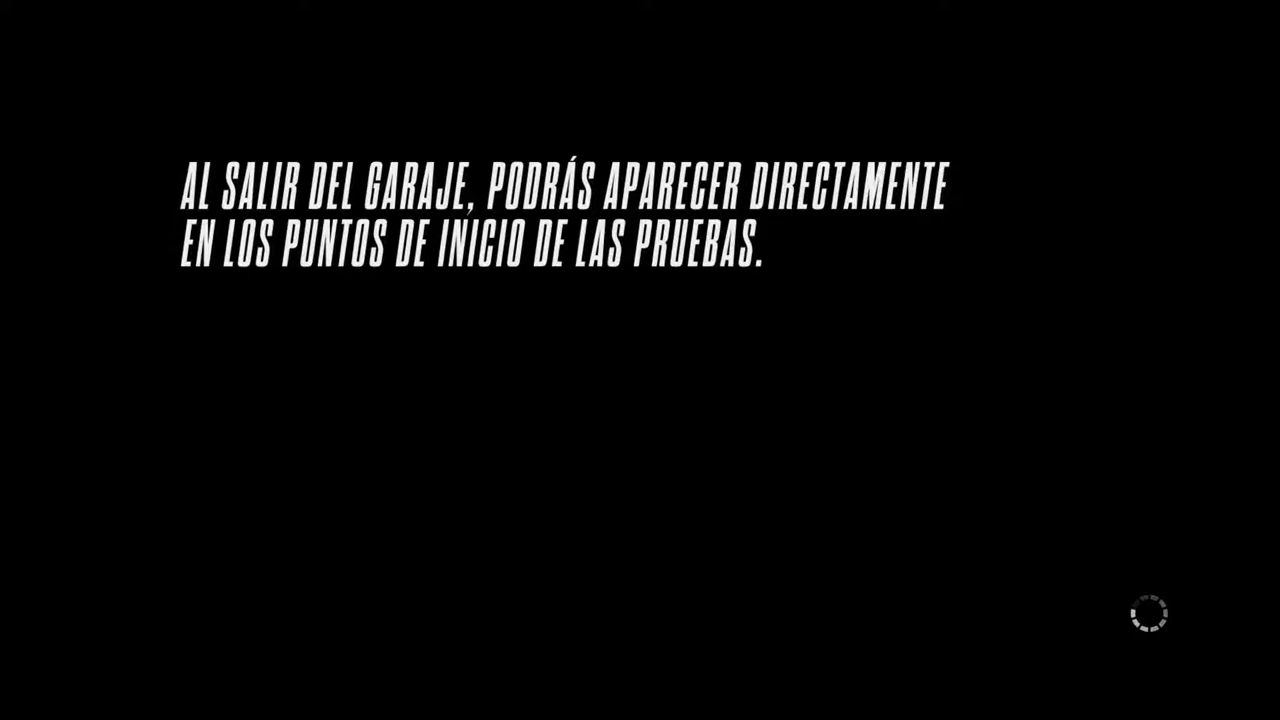 AL SALIR DEL GARAJE, PODRÁS APARECER DIRECTAMENTE
EN LOS PUNTOS DE INICIO DE LAS PRUEBAS.